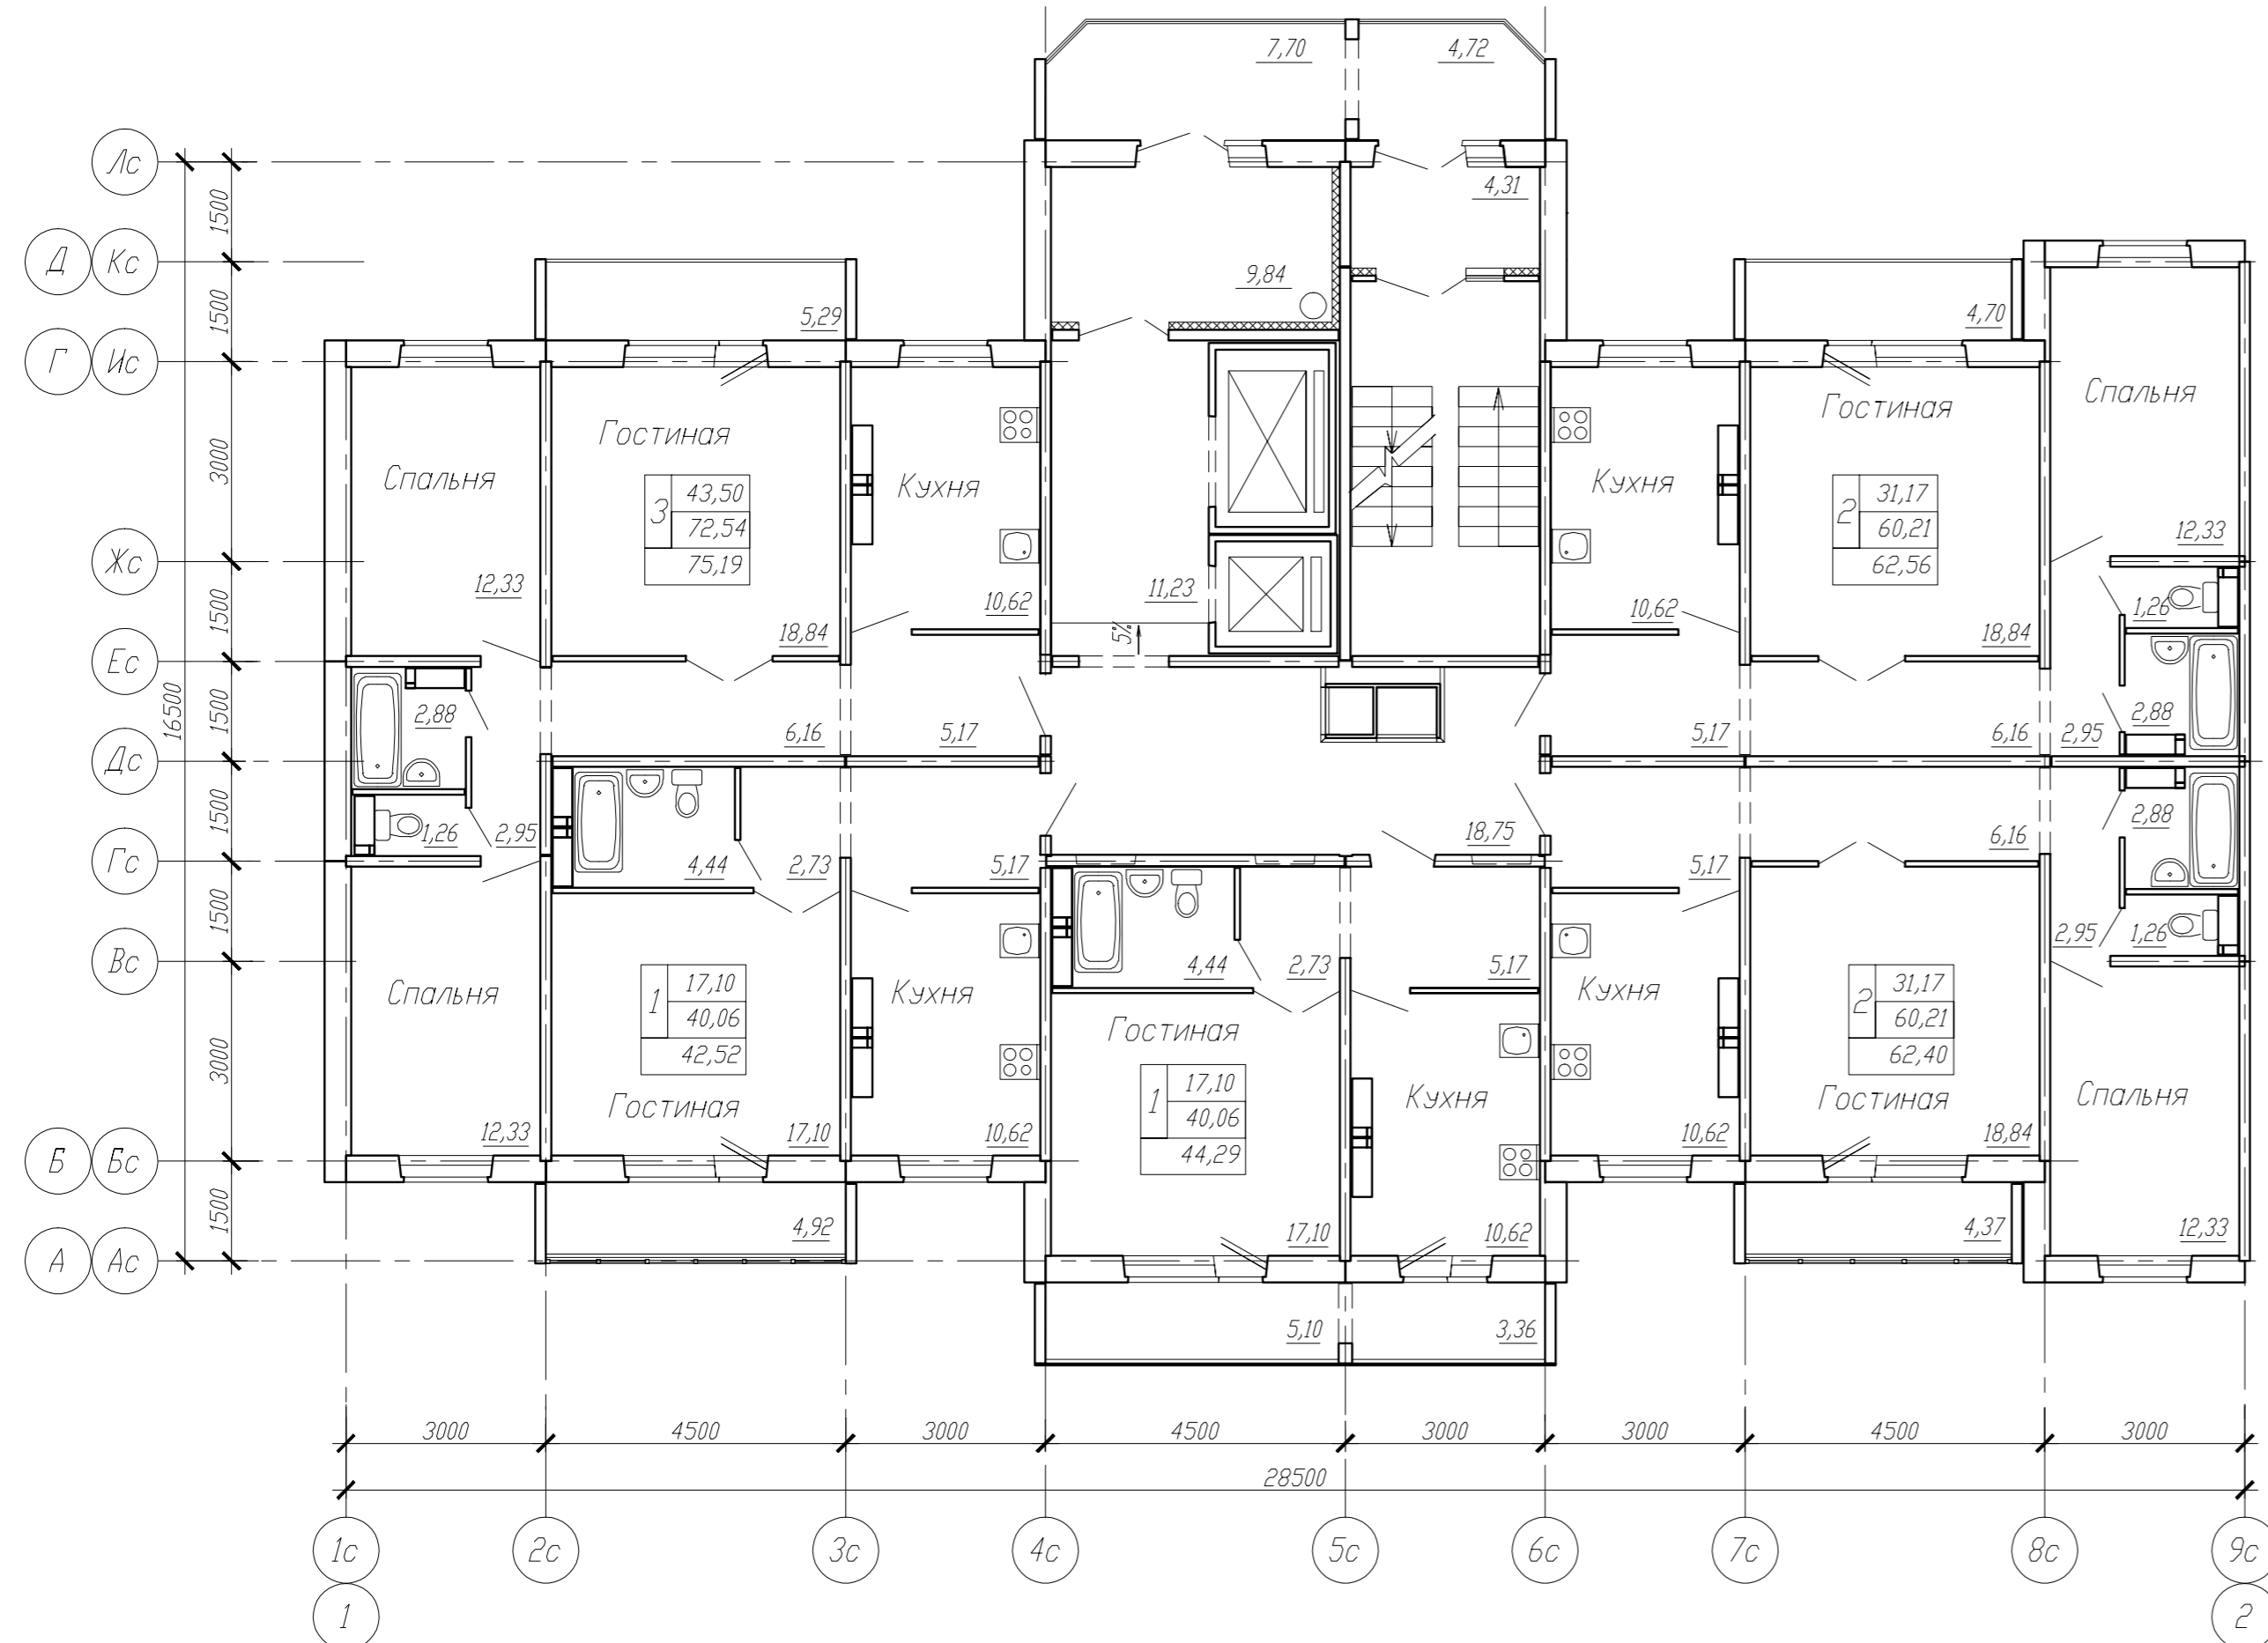 7,70
4,72
Лс
4,31
1500
Д
Кс
9,84
1500
5,29
4,70
Г
Ис
Спальня
Гостиная
Гостиная
3000
Спальня
Кухня
Кухня
3
43,50
72,54
75,19
2
31,17
60,21
62,56
12,33
Жс
12,33
10,62
11,23
10,62
1,26
1500
18,84
5%
18,84
Ес
16500
1500
2,88
6,16
5,17
5,17
6,16
2,95
2,88
Дс
1500
1,26
2,95
4,44
2,73
5,17
18,75
5,17
6,16
2,88
Гс
1500
2,95
1,26
Вс
4,44
2,73
5,17
Спальня
Кухня
Кухня
1
17,10
40,06
42,52
2
31,17
60,21
62,40
Гостиная
3000
1
17,10
40,06
44,29
Гостиная
Кухня
Гостиная
Спальня
12,33
17,10
10,62
10,62
18,84
Б
Бс
1500
4,92
17,10
10,62
4,37
12,33
А
Ас
5,10
3,36
3000
4500
3000
4500
3000
3000
4500
3000
28500
1с
2с
3с
4с
5с
6с
7с
8с
9с
1
2